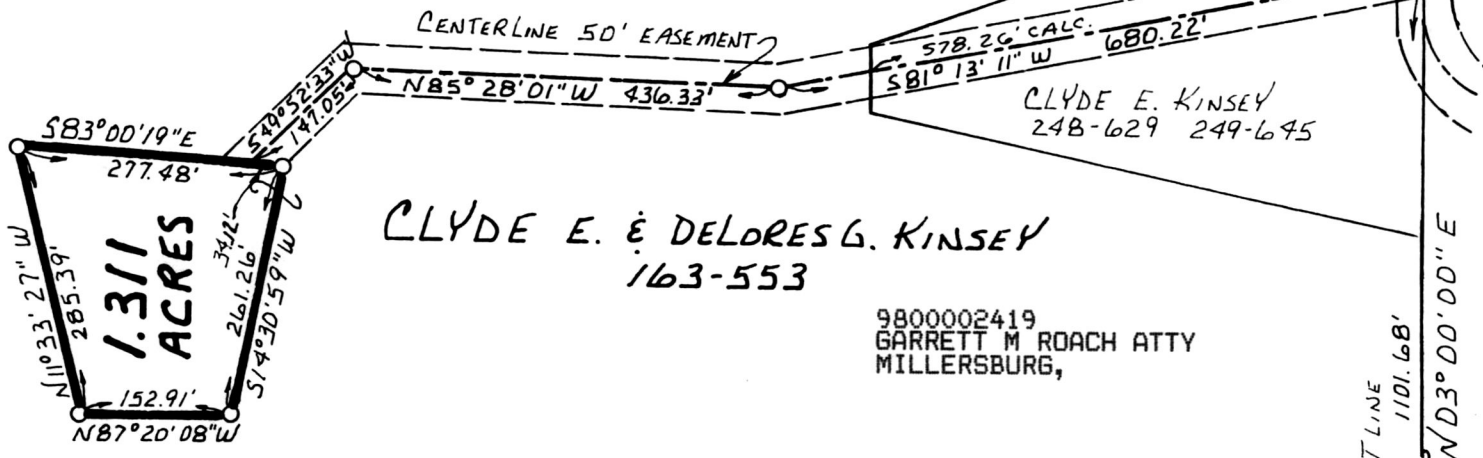 CENTERLINE 50' EASEMENT
578.26' CALC.
680.22'
S81° 13' 11" W
N85° 28' 01" W 436.33'
S49°52'33"W
147.05'
CLYDE E. KINSEY
248-629 249-645
S83°00'19"E
277.48'
N11°33'27" W
285.39'
1.311
ACRES
34.12'
261.26'
S14°30'59" W
152.91'
N87°20'08"W
CLYDE E. & DELORES G. KINSEY
163-553
9800002419
GARRETT M ROACH ATTY
MILLERSBURG,
T LINE
1101.68'
N03°00'00"E